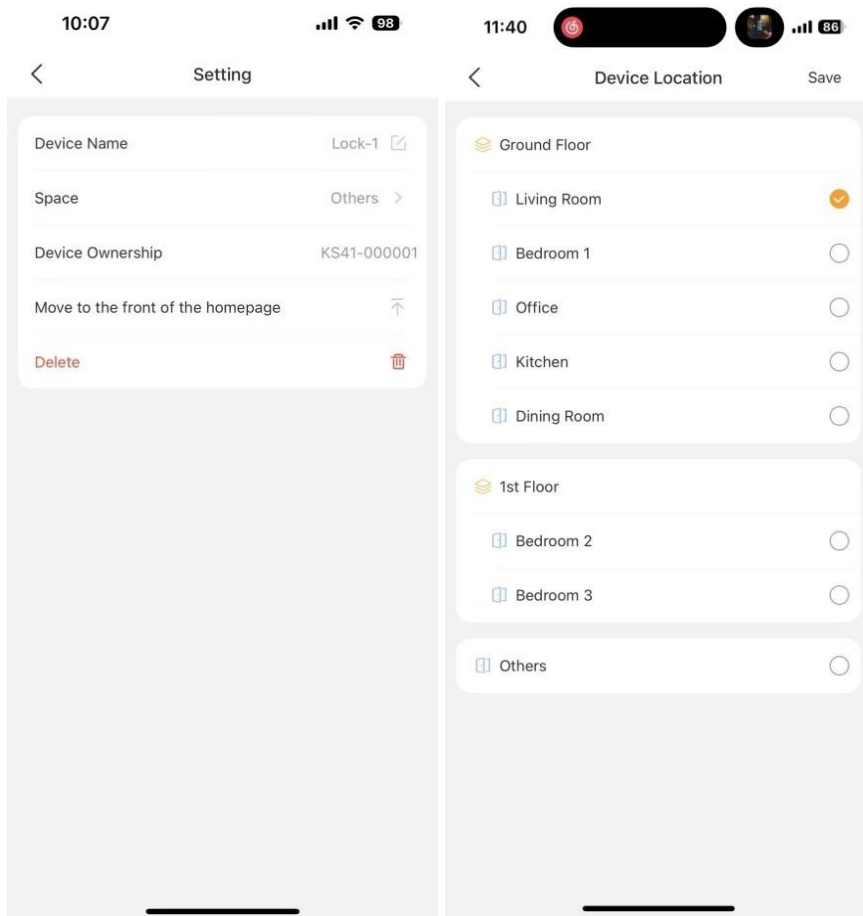 10:07
98
Setting
Device Name
Lock-1
Space
Others
Device Ownership
KS41-000001
Move to the front of the homepage
Delete
11:40
86
Device Location
Save
Ground Floor
Living Room
Bedroom 1
Office
Kitchen
Dining Room
1st Floor
Bedroom 2
Bedroom 3
Others